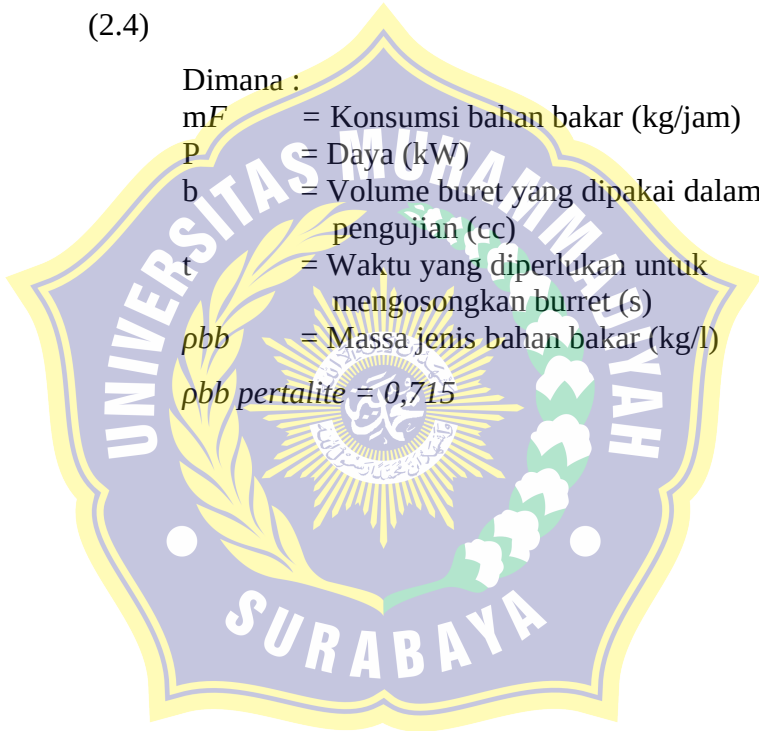 (2.4)
Dimana :
mF = Konsumsi bahan bakar (kg/jam)
P = Daya (kW)
b = Volume buret yang dipakai dalam
pengujian (cc)
t = Waktu yang diperlukan untuk
mengosongkan burret (s)
ρbb = Massa jenis bahan bakar (kg/l)
ρbb pertalite = 0,715
UNIVERSITAS MUHAMMADIYAH
SURABAYA